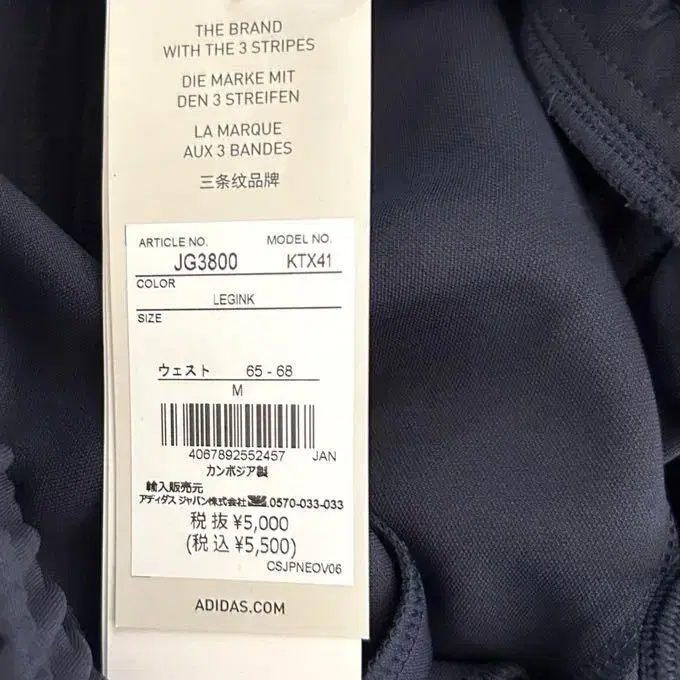 THE BRAND
WITH THE 3 STRIPES
DIE MARKE MIT
DEN 3 STREIFEN
LA MARQUE
AUX 3 BANDES
三条纹品牌
ARTICLE NO. MODEL NO.
JG3800 KTX41
COLOR
LEGINK
SIZE
ウェスト 65 - 68
M
4067892552457 JAN
カンボジア製
輸入販売元
アディダス ジャパン株式会社 0570-033-033
税 抜 ¥5,000
(税 込 ¥5,500)
CSJPNEOV06
ADIDAS.COM